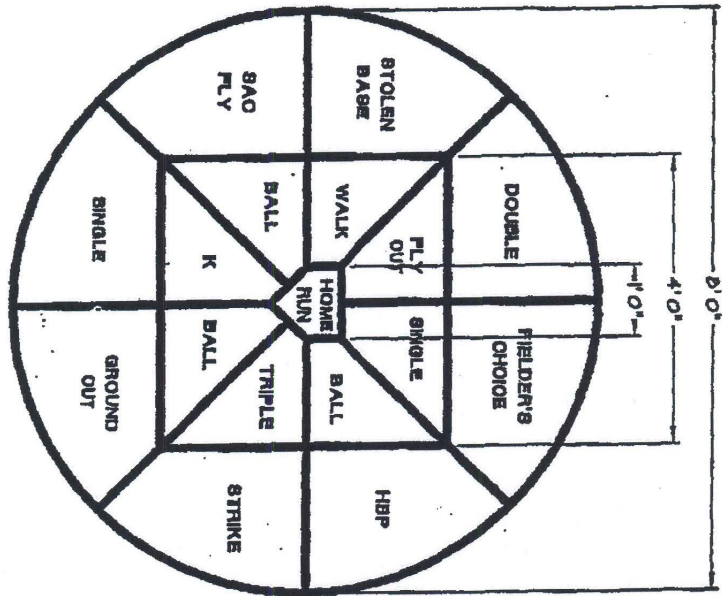 8'0"
4'0"
1'0"
DOUBLE
FIELDER'S
CHOICE
FLY
OUT
SINGLE
STOLEN
BASE
WALK
BALL
HBP
HOME
RUN
SAC
FLY
BALL
TRIPLE
STRIKE
K
BALL
SINGLE
GROUND
OUT